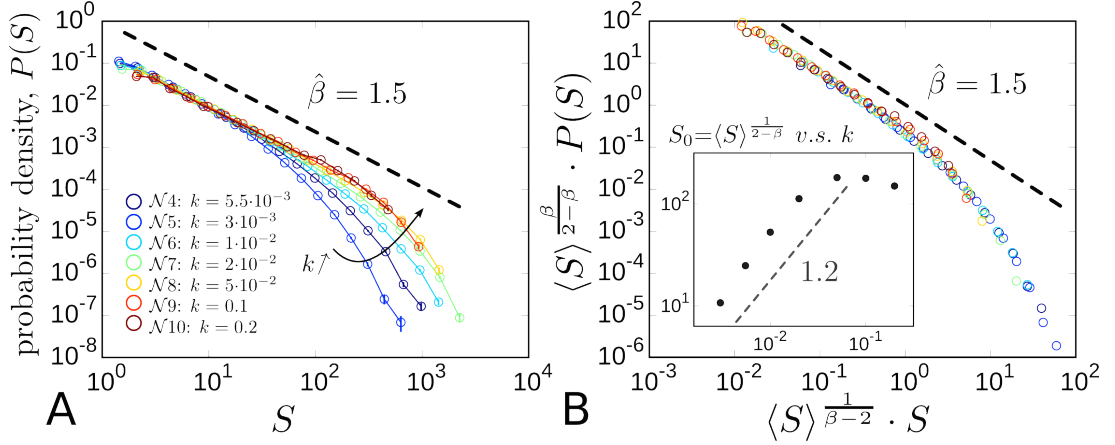 probability density, P(S)
10^0
10^-1
10^-2
10^-3
10^-4
10^-5
10^-6
10^-7
10^-8
β̂ = 1.5
𝒩4: k = 5.5·10^-3
𝒩5: k = 3·10^-3
𝒩6: k = 1·10^-2
𝒩7: k = 2·10^-2
𝒩8: k = 5·10^-2
𝒩9: k = 0.1
𝒩10: k = 0.2
k↗
10^0 10^1 10^2 10^3 10^4
A
S
⟨S⟩^{β/(2−β)} · P(S)
10^2
10^1
10^0
10^-1
10^-2
10^-3
10^-4
10^-5
10^-6
β̂ = 1.5
S_0=⟨S⟩^{1/(2−β)} v.s. k
10^2
10^1
1.2
10^-2 10^-1
10^-3 10^-2 10^-1 10^0 10^1 10^2
B
⟨S⟩^{1/(β−2)} · S